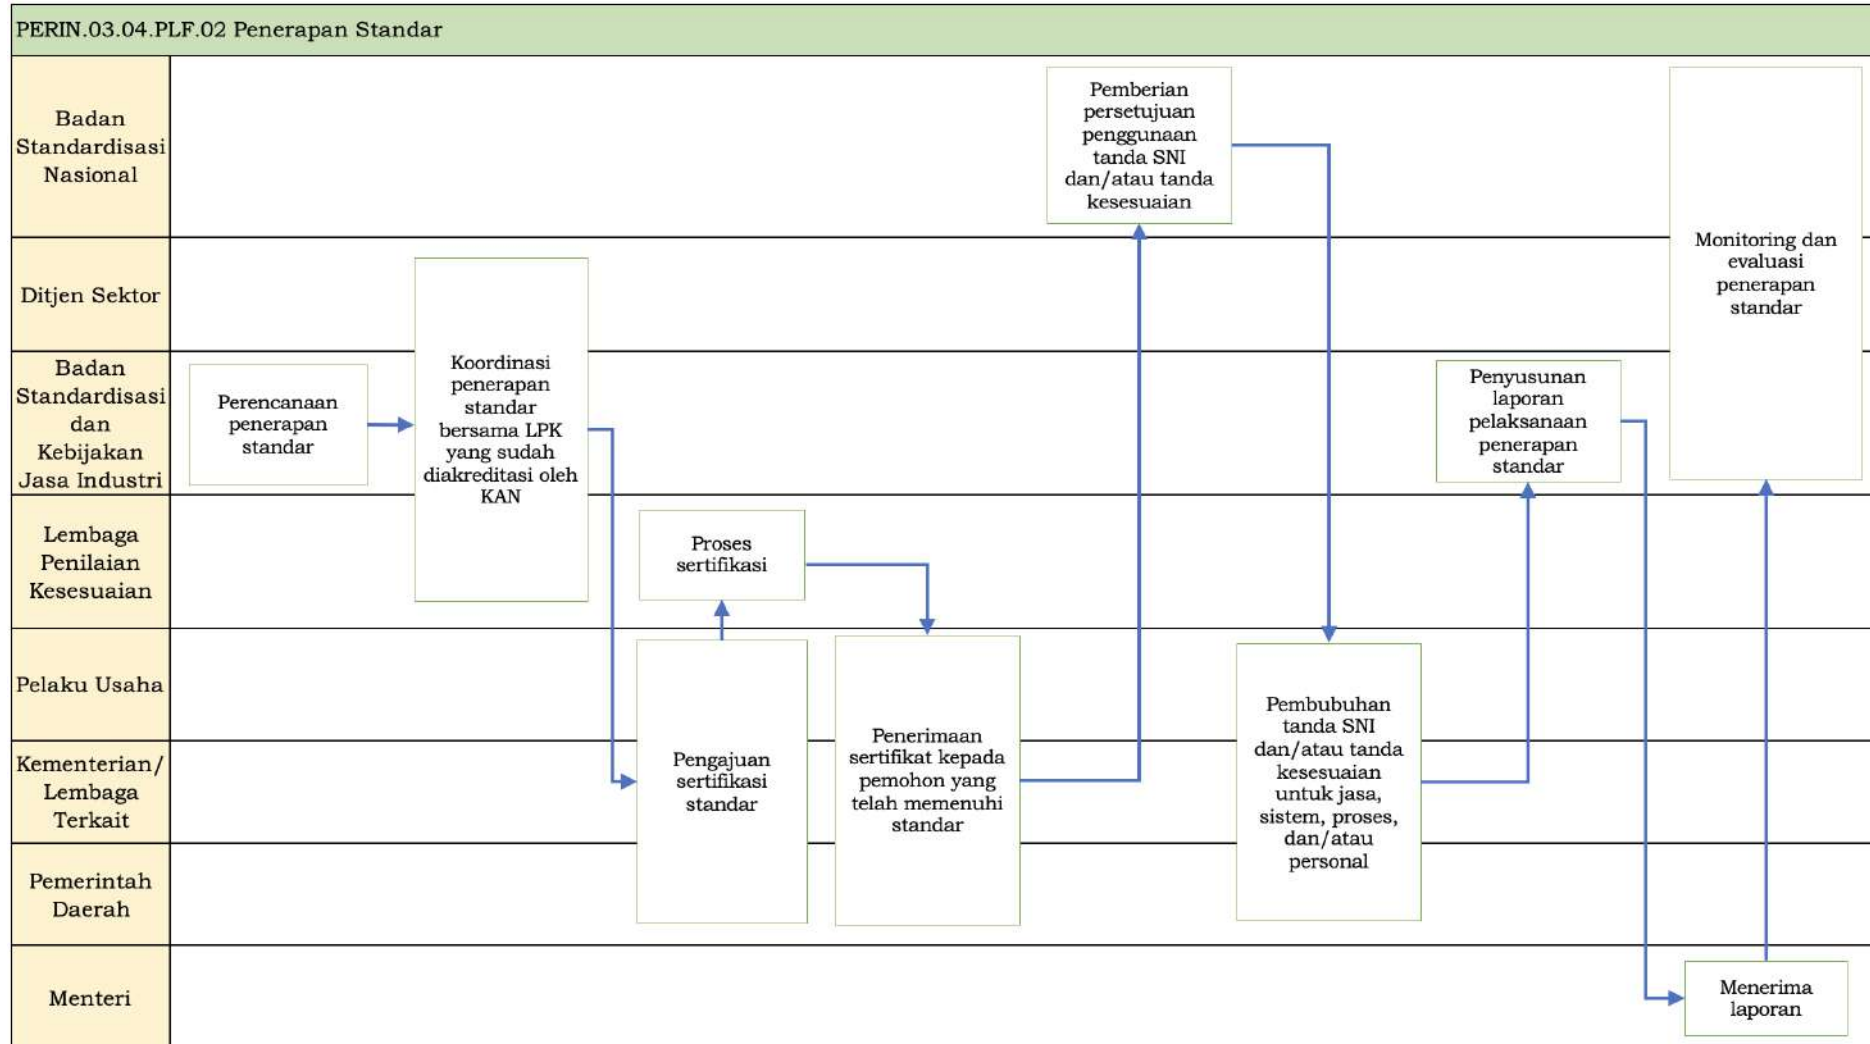 PERIN.03.04.PLF.02 Penerapan Standar
Badan
Standardisasi
Nasional
Pemberian
persetujuan
penggunaan
tanda SNI
dan/atau tanda
kesesuaian
Monitoring dan
evaluasi
penerapan
standar
Ditjen Sektor
Koordinasi
penerapan
standar
bersama LPK
yang sudah
diakreditasi oleh
KAN
Badan
Standardisasi
dan
Kebijakan
Jasa Industri
Perencanaan
penerapan
standar
Penyusunan
laporan
pelaksanaan
penerapan
standar
Lembaga
Penilaian
Kesesuaian
Proses
sertifikasi
Pelaku Usaha
Pengajuan
sertifikasi
standar
Penerimaan
sertifikat kepada
pemohon yang
telah memenuhi
standar
Pembubuhan
tanda SNI
dan/atau tanda
kesesuaian
untuk jasa,
sistem, proses,
dan/atau
personal
Kementerian/
Lembaga
Terkait
Pemerintah
Daerah
Menteri
Menerima
laporan